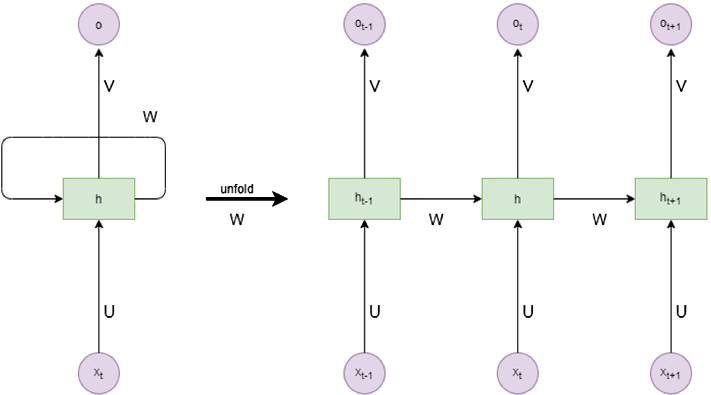 o o_{t-1} o_t o_{t+1}
V V V V
W
h unfold h_{t-1} h h_{t+1}
W W W
U U U U
x_t x_{t-1} x_t x_{t+1}